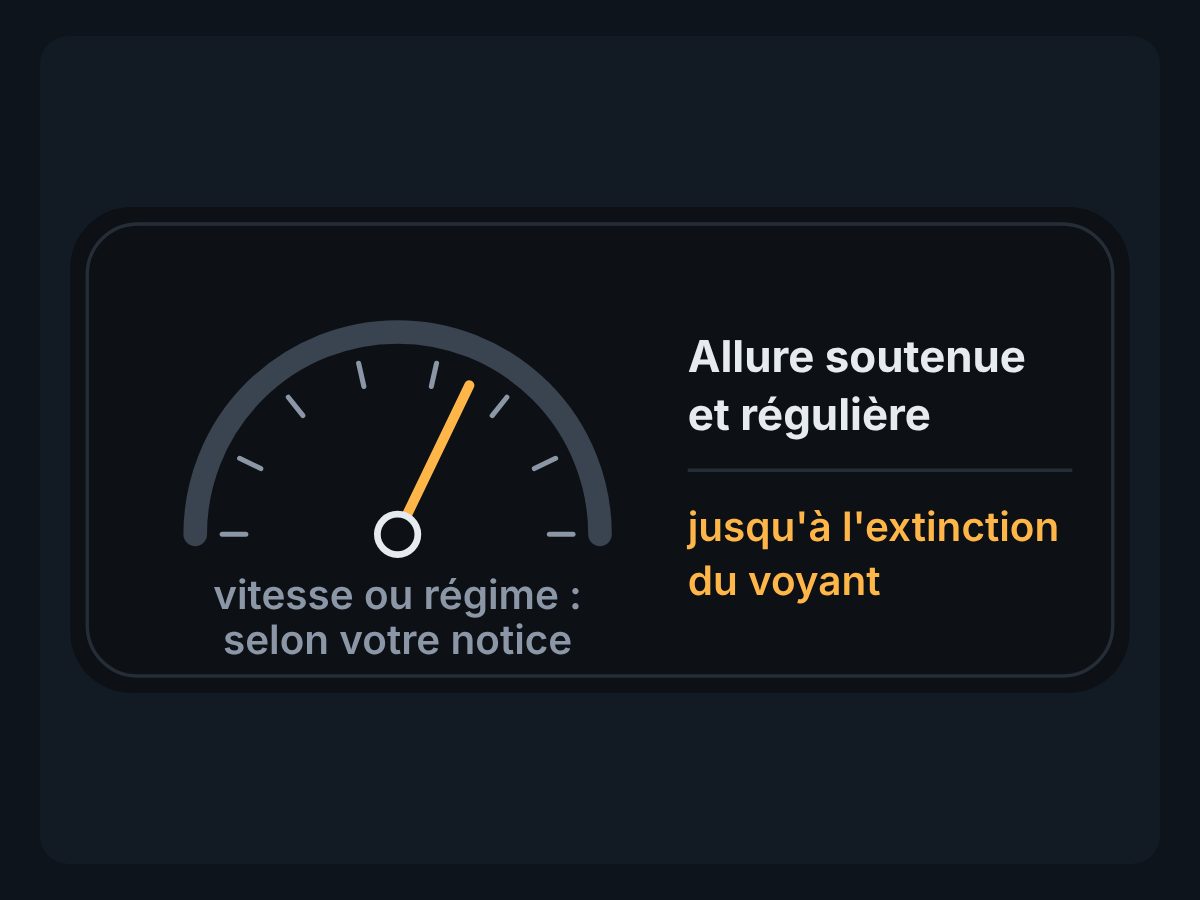 Allure soutenue
et régulière
jusqu'à l'extinction
du voyant
vitesse ou régime :
selon votre notice